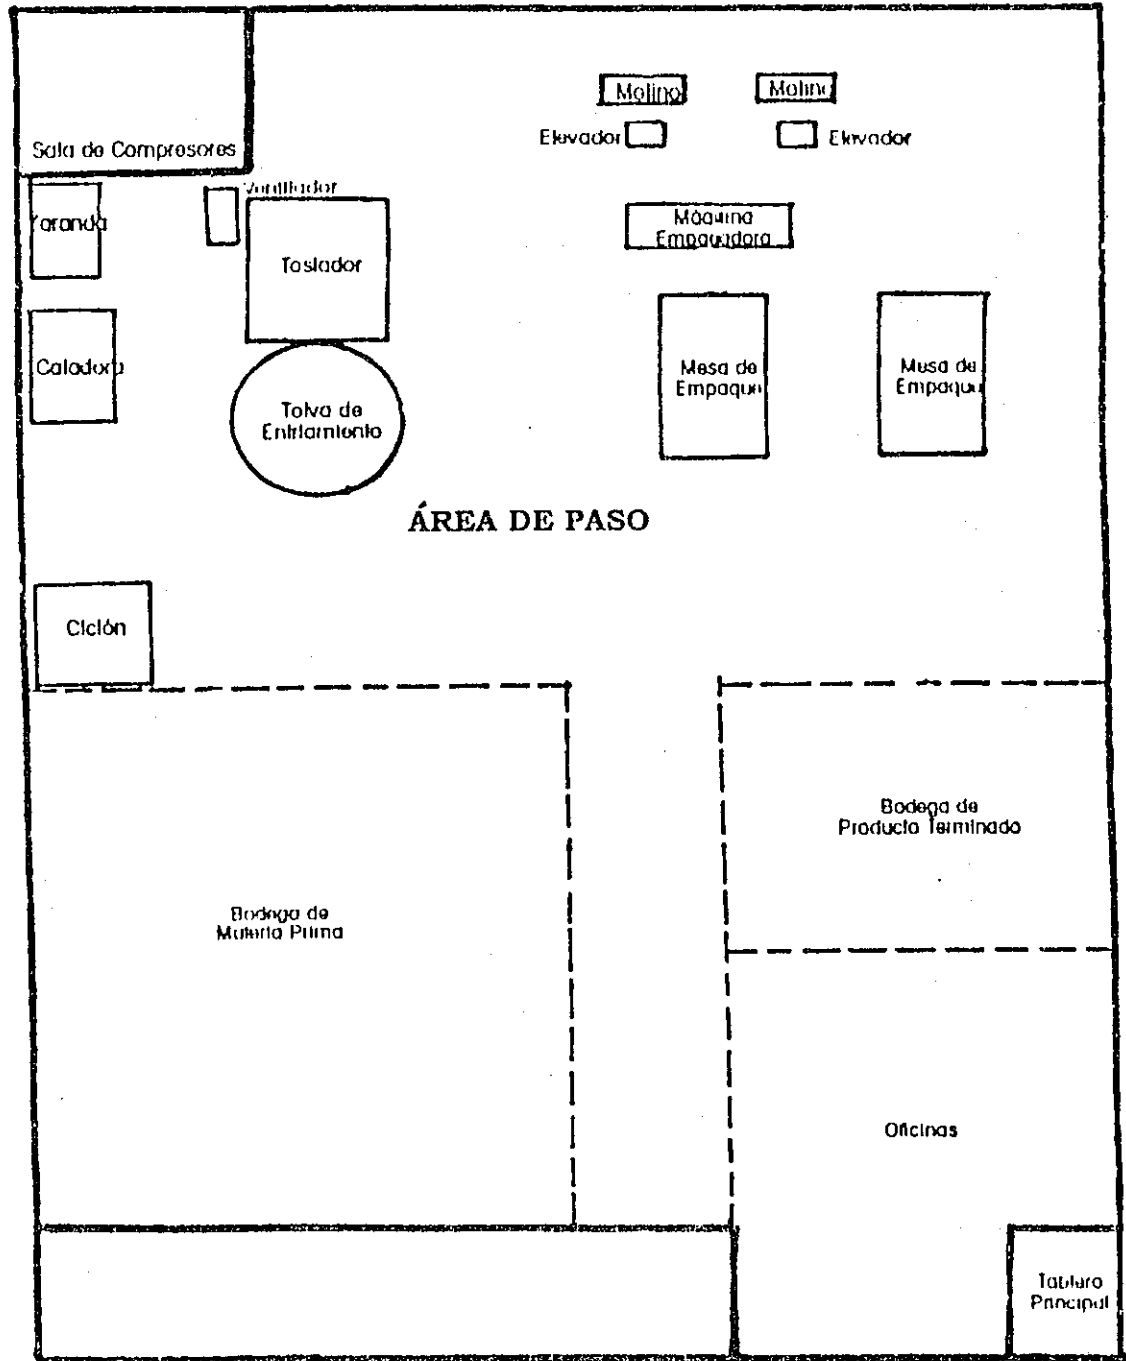 Molino
Molino
Elevador
Elevador
Sala de Compresores
Ventilador
Zaranda
Máquina
Empacadora
Tostador
Catadora
Mesa de
Empaque
Mesa de
Empaque
Tolva de
Enfriamiento
ÁREA DE PASO
Ciclón
Bodega de
Producto Terminado
Bodega de
Materia Prima
Oficinas
Tablero
Principal